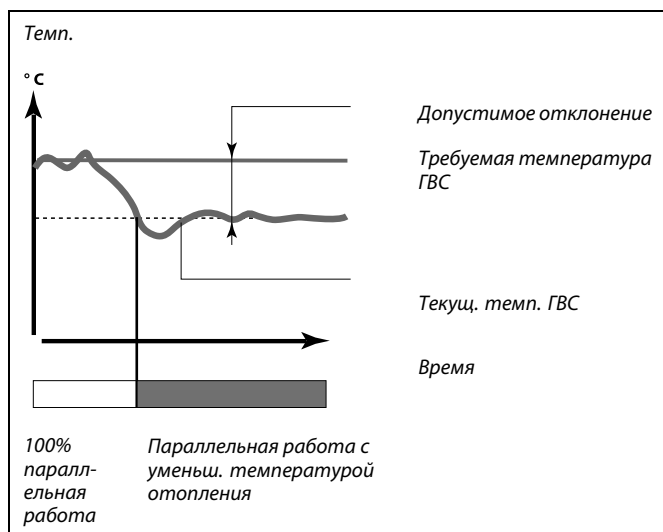 Темп.
° C
Допустимое отклонение
Требуемая температура
ГВС
Текущ. темп. ГВС
Время
100%
паралл-
ельная
работа
Параллельная работа с
уменьш. температурой
отопления